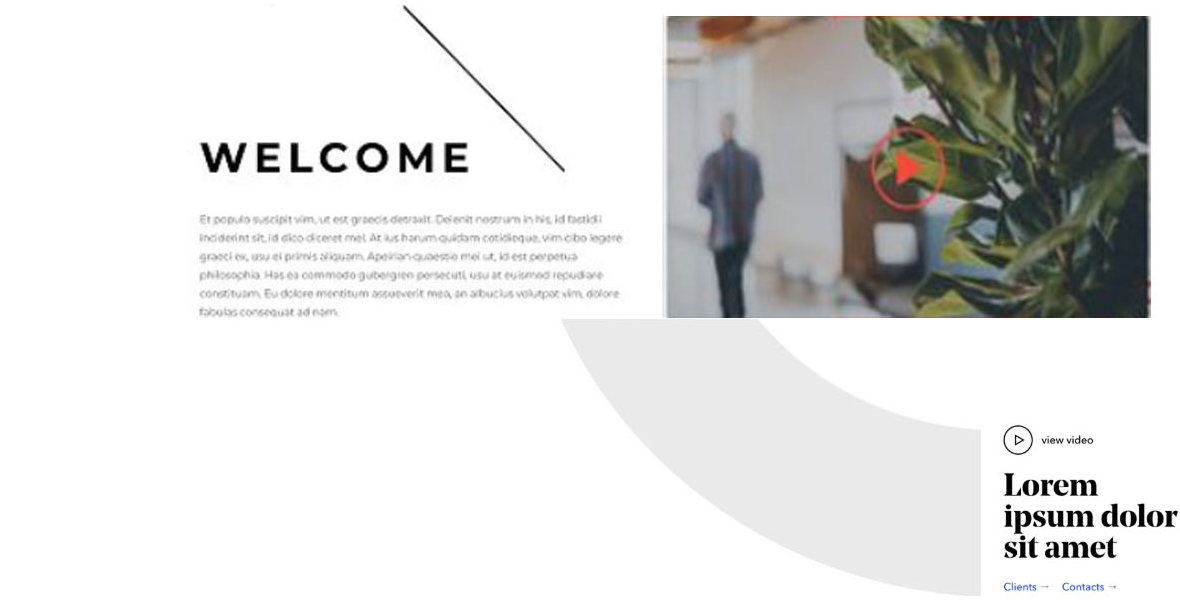 WELCOME
Et populo suscipit vim, ut est graecis detraxit. Delenit nostrum in his, id fastidii
inciderint sit, id dico diceret mel. At ius harum quidam cotidieque, vim cibo legere
graeci ex, usu ei primis aliquam. Apeirian quaestio mei ut, id est perpetua
philosophia. Has ea commodo gubergren persecuti, usu at euismod repudiare
constituam. Eu dolore mentitum assueverit mea, an albucius volutpat vim, dolore
fabulas consequat ad nam.
view video
Lorem
ipsum dolor
sit amet
Clients →
Contacts →